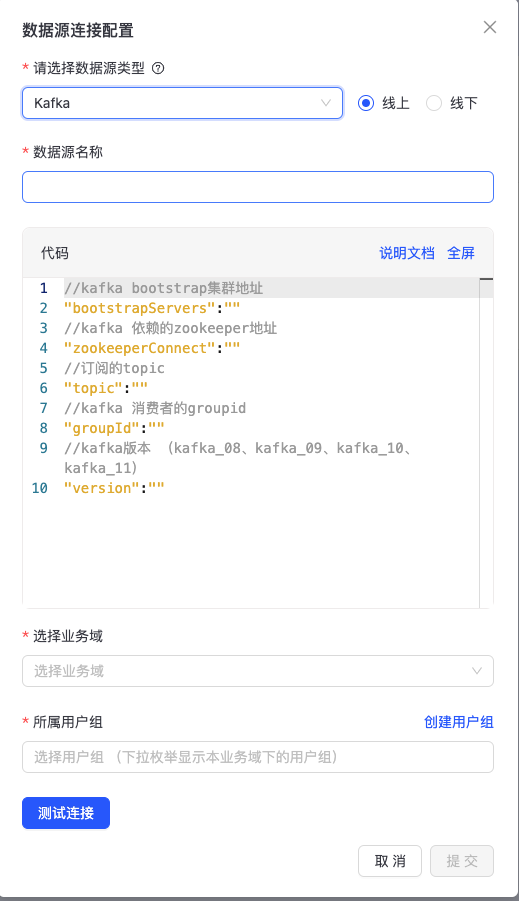 数据源连接配置
* 请选择数据源类型 ?
Kafka
线上
线下
* 数据源名称
代码
说明文档
全屏
1 //kafka bootstrap集群地址
2 "bootstrapServers":""
3 //kafka 依赖的zookeeper地址
4 "zookeeperConnect":""
5 //订阅的topic
6 "topic":""
7 //kafka 消费者的groupid
8 "groupId":""
9 //kafka版本 （kafka_08、kafka_09、kafka_10、
kafka_11）
10 "version":""
* 选择业务域
选择业务域
* 所属用户组
创建用户组
选择用户组 （下拉枚举显示本业务域下的用户组）
测试连接
取 消
提 交